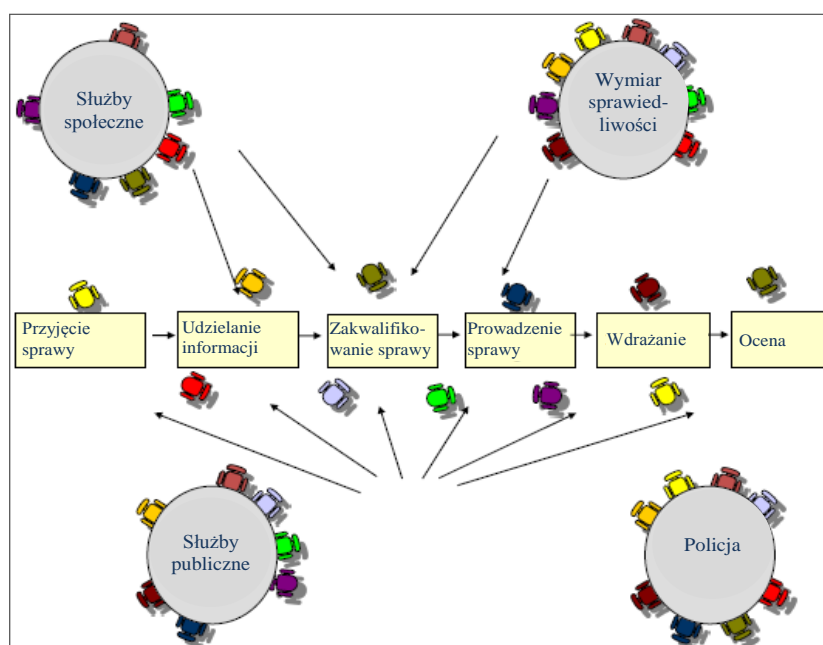 Służby
społeczne
Wymiar
sprawied-
liwości
Przyjęcie
sprawy
Udzielanie
informacji
Zakwalifiko-
wanie sprawy
Prowadzenie
sprawy
Wdrażanie
Ocena
Służby
publiczne
Policja